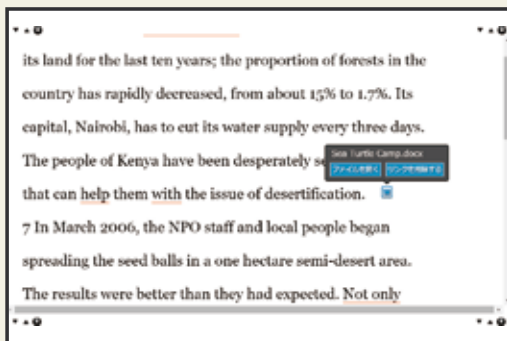 its land for the last ten years; the proportion of forests in the
country has rapidly decreased, from about 15% to 1.7%. Its
capital, Nairobi, has to cut its water supply every three days.
The people of Kenya have been desperately
Sea Turtle Camp.docx
ファイルを開く リンクを削除する
that can help them with the issue of desertification.
7 In March 2006, the NPO staff and local people began
spreading the seed balls in a one hectare semi-desert area.
The results were better than they had expected. Not only